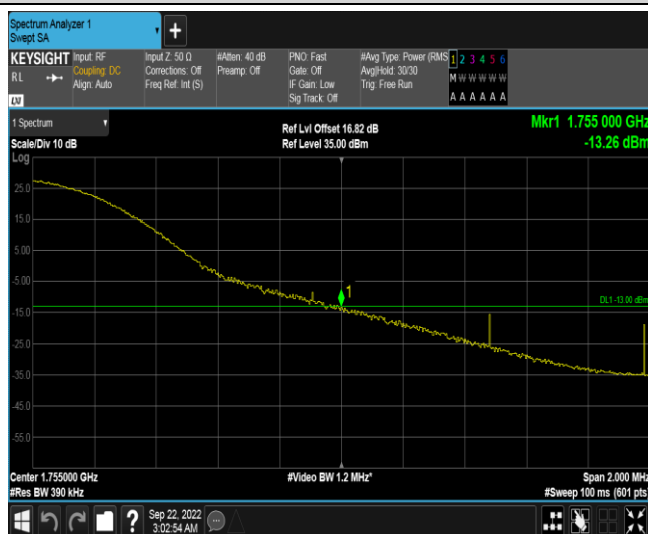 Spectrum Analyzer 1
Swept SA
+
KEYSIGHT
RL
LXI
Input: RF
Coupling: DC
Align: Auto
Input Z: 50 Ω
Corrections: Off
Freq Ref: Int (S)
#Atten: 40 dB
Preamp: Off
PNO: Fast
Gate: Off
IF Gain: Low
Sig Track: Off
#Avg Type: Power (RMS
Avg|Hold: 30/30
Trig: Free Run
1 2 3 4 5 6
M W W W W W
A A A A A A
1 Spectrum
Scale/Div 10 dB
Log
Ref Lvl Offset 16.82 dB
Ref Level 35.00 dBm
Mkr1 1.755 000 GHz
-13.26 dBm
25.0
15.0
5.00
-5.00
-15.0
-25.0
-35.0
-45.0
-55.0
1
DL1 -13.00 dBm
Center 1.755000 GHz
#Res BW 390 kHz
#Video BW 1.2 MHz*
Span 2.000 MHz
#Sweep 100 ms (601 pts)
?
Sep 22, 2022
3:02:54 AM